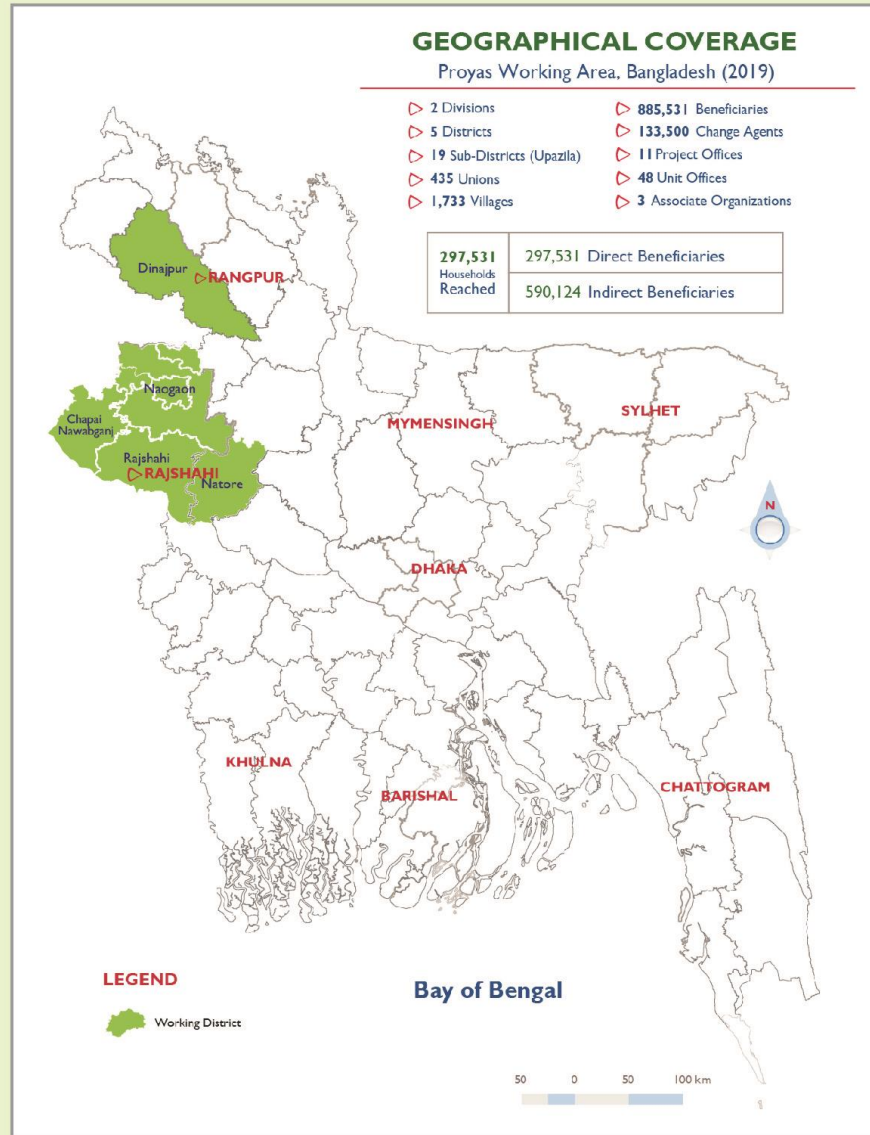 GEOGRAPHICAL COVERAGE
Proyas Working Area, Bangladesh (2019)
2 Divisions
5 Districts
19 Sub-Districts (Upazila)
435 Unions
1,733 Villages
885,531 Beneficiaries
133,500 Change Agents
11 Project Offices
48 Unit Offices
3 Associate Organizations
297,531
Households
Reached
297,531 Direct Beneficiaries
590,124 Indirect Beneficiaries
Dinajpur
RANGPUR
Naogaon
Chapai
Nawabganj
Rajshahi
RAJSHAHI
Natore
MYMENSINGH
SYLHET
N
DHAKA
KHULNA
BARISHAL
CHATTOGRAM
LEGEND
Working District
Bay of Bengal
50 0 50 100 km